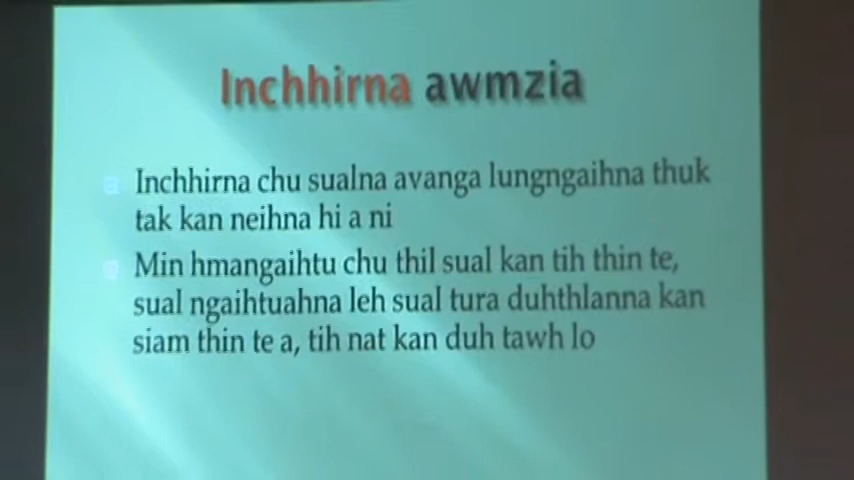 Inchhirna awmzia
Inchhirna chu sualna avanga lungngaihna thuk
tak kan neihna hi a ni
Min hmangaihtu chu thil sual kan tih thin te,
sual ngaihtuahna leh sual tura duhthlanna kan
siam thin te a, tih nat kan duh tawh lo